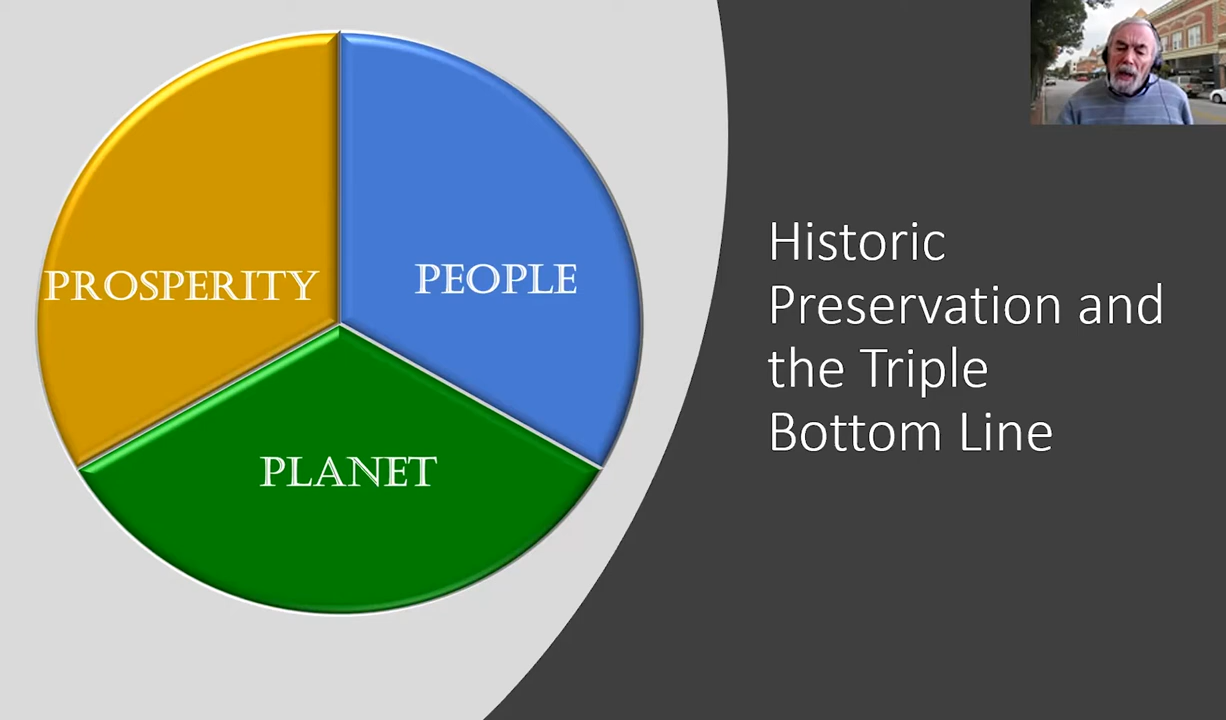 PROSPERITY
PEOPLE
PLANET
Historic
Preservation and
the Triple
Bottom Line